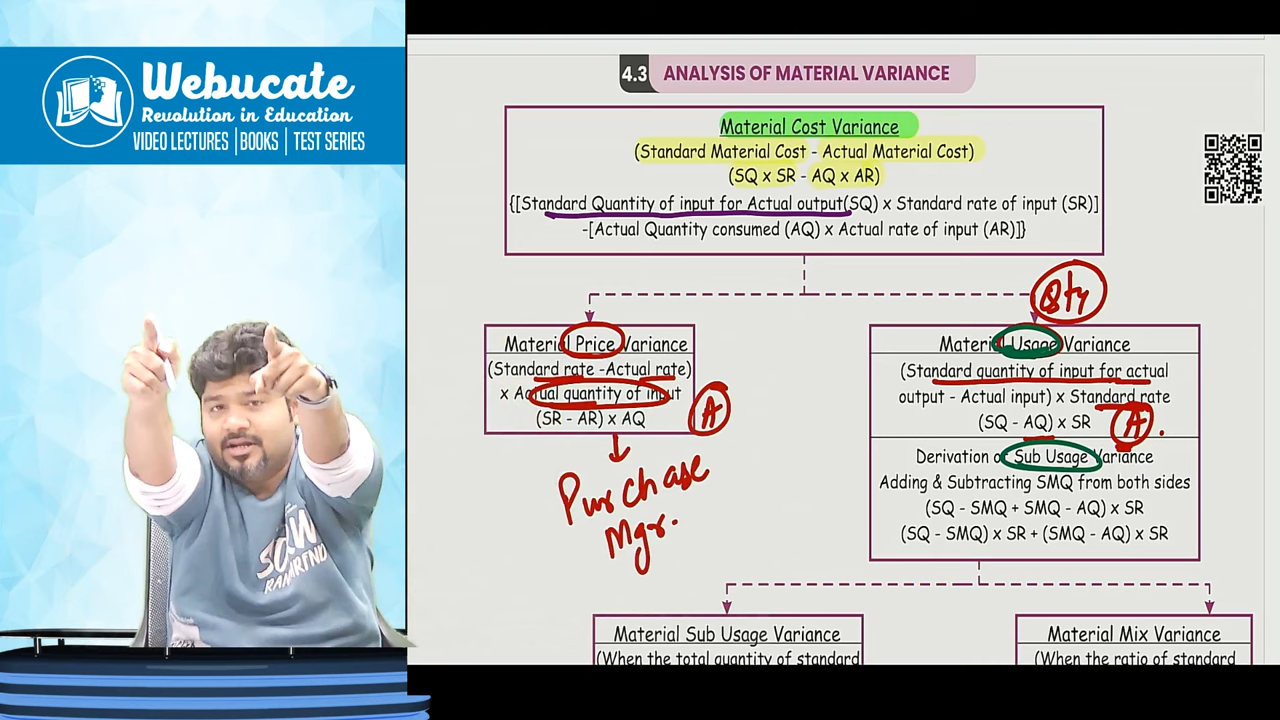 Webucate
Revolution in Education
VIDEO LECTURES | BOOKS | TEST SERIES
4.3 ANALYSIS OF MATERIAL VARIANCE
Material Cost Variance
(Standard Material Cost - Actual Material Cost)
(SQ x SR - AQ x AR)
{[Standard Quantity of input for Actual output(SQ) x Standard rate of input (SR)]
-[Actual Quantity consumed (AQ) x Actual rate of input (AR)]}
Qty
Material Price Variance
(Standard rate -Actual rate)
x Actual quantity of input
(SR - AR) x AQ
A
Purchase
Mgr.
Material Usage Variance
(Standard quantity of input for actual
output - Actual input) x Standard rate
(SQ - AQ) x SR
A.
Derivation of Sub Usage Variance
Adding & Subtracting SMQ from both sides
(SQ - SMQ + SMQ - AQ) x SR
(SQ - SMQ) x SR + (SMQ - AQ) x SR
Material Sub Usage Variance
(When the total quantity of standard
Material Mix Variance
(When the ratio of standard